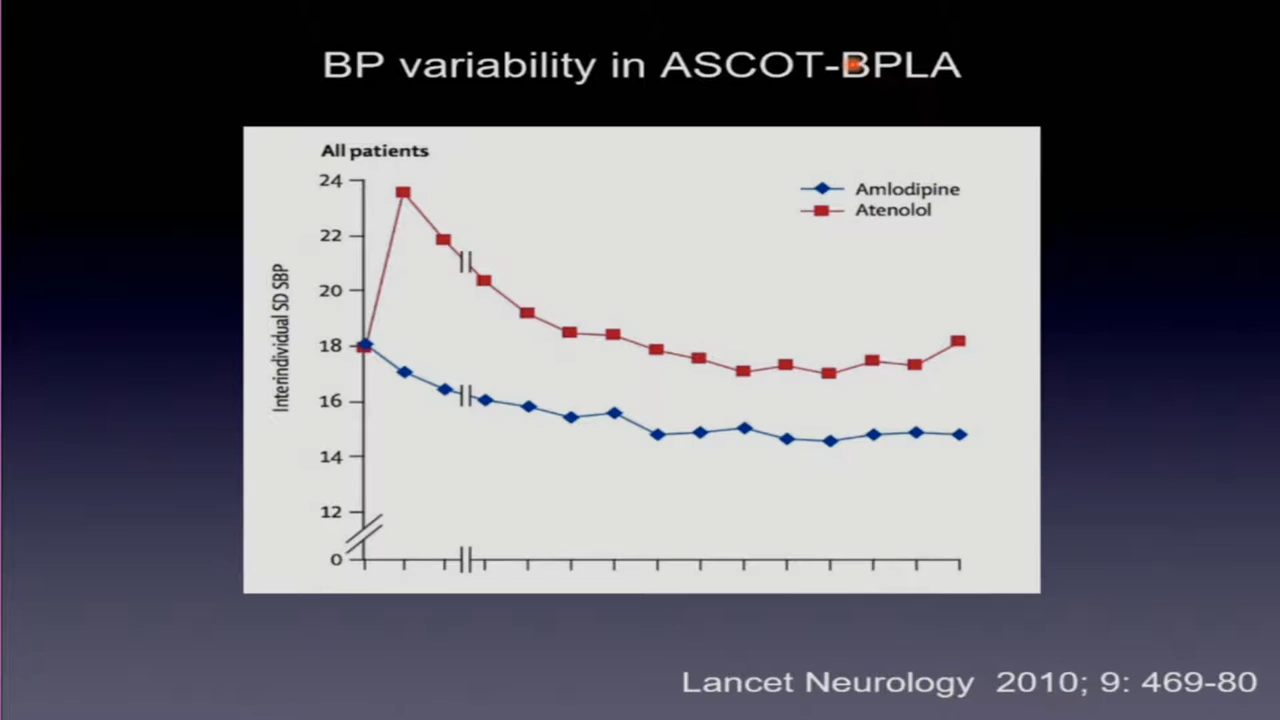 BP variability in ASCOT-BPLA
All patients
24
22
20
18
16
14
12
0
Interindividual SD SBP
Amlodipine
Atenolol
Lancet Neurology 2010; 9: 469-80